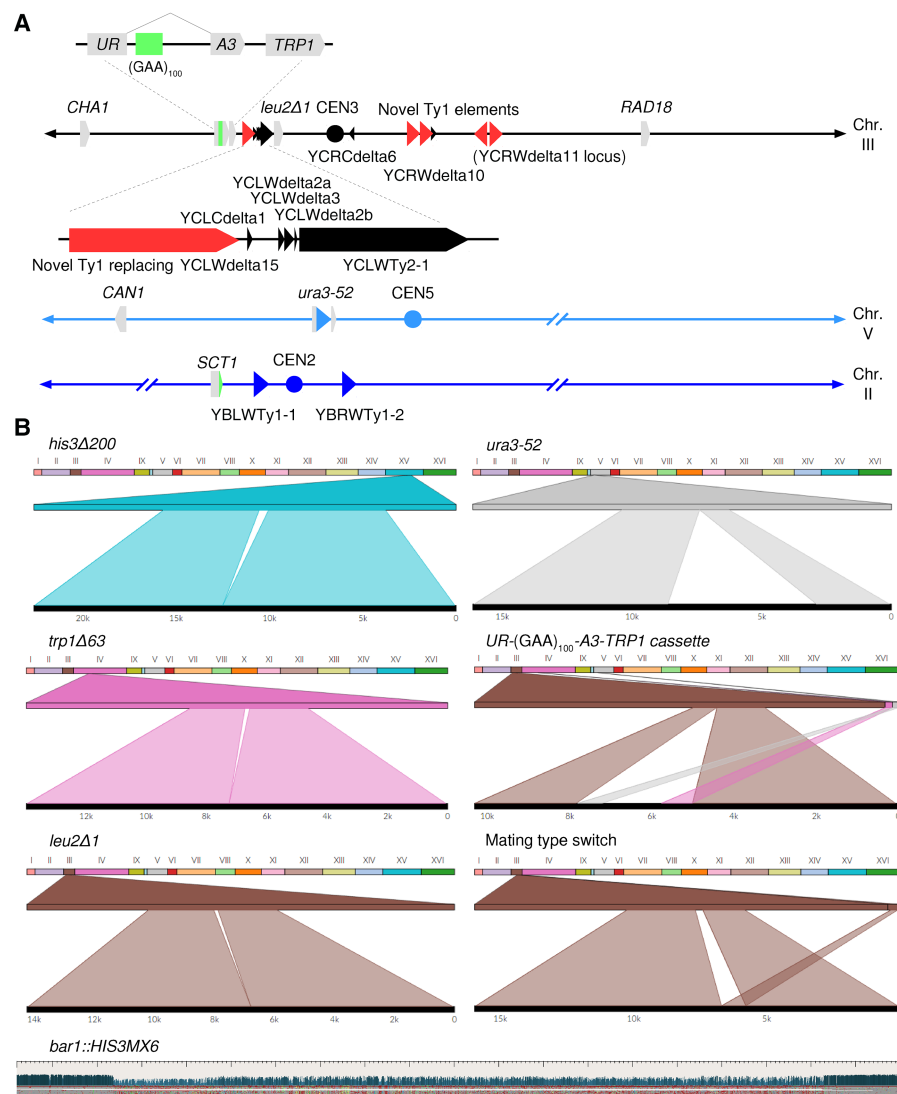 A
UR
A3
TRP1
(GAA)100
CHA1
leu2Δ1
CEN3
Novel Ty1 elements
RAD18
Chr.
III
YCRCdelta6
(YCRWdelta11 locus)
YCRWdelta10
YCLWdelta2a
YCLWdelta3
YCLCdelta1
YCLWdelta2b
Novel Ty1 replacing YCLWdelta15
YCLWTy2-1
CAN1
ura3-52
CEN5
Chr.
V
SCT1
CEN2
Chr.
II
YBLWTy1-1
YBRWTy1-2
B
his3Δ200
I II III IV IX V VI VII VIII X XI XII XIII XIV XV XVI
20k 15k 10k 5k 0
ura3-52
I II III IV IX V VI VII VIII X XI XII XIII XIV XV XVI
15k 10k 5k 0
trp1Δ63
I II III IV IX V VI VII VIII X XI XII XIII XIV XV XVI
12k 10k 8k 6k 4k 2k 0
UR-(GAA)100-A3-TRP1 cassette
I II III IV IX V VI VII VIII X XI XII XIII XIV XV XVI
10k 8k 6k 4k 2k 0
leu2Δ1
I II III IV IX V VI VII VIII X XI XII XIII XIV XV XVI
14k 12k 10k 8k 6k 4k 2k 0
Mating type switch
I II III IV IX V VI VII VIII X XI XII XIII XIV XV XVI
15k 10k 5k
bar1::HIS3MX6